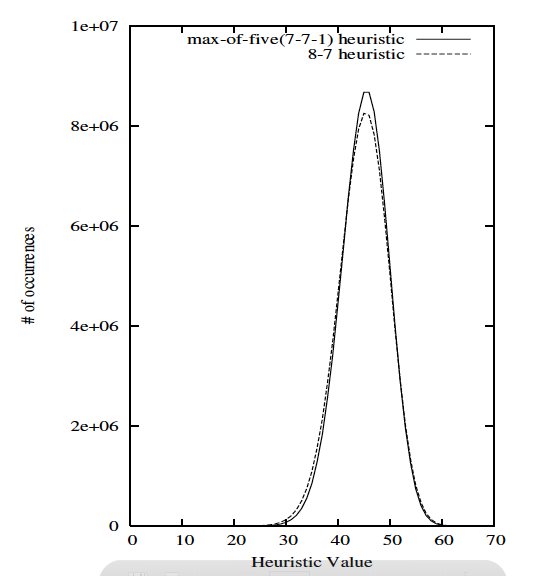 1e+07
max-of-five(7-7-1) heuristic
8-7 heuristic
8e+06
6e+06
# of occurrences
4e+06
2e+06
0
0 10 20 30 40 50 60 70
Heuristic Value